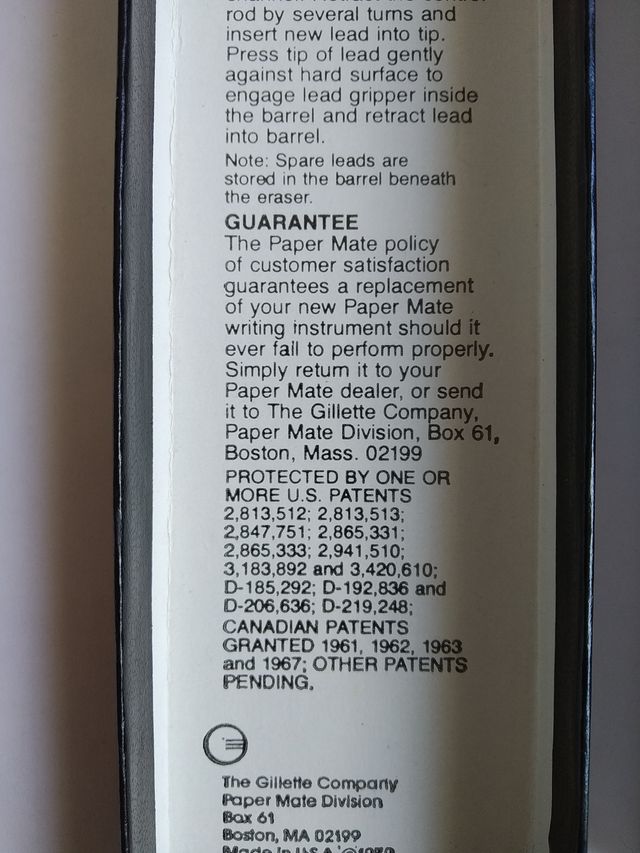 rod by several turns and
insert new lead into tip.
Press tip of lead gently
against hard surface to
engage lead gripper inside
the barrel and retract lead
into barrel.
Note: Spare leads are
stored in the barrel beneath
the eraser.
GUARANTEE
The Paper Mate policy
of customer satisfaction
guarantees a replacement
of your new Paper Mate
writing instrument should it
ever fail to perform properly.
Simply return it to your
Paper Mate dealer, or send
it to The Gillette Company,
Paper Mate Division, Box 61,
Boston, Mass. 02199
PROTECTED BY ONE OR
MORE U.S. PATENTS
2,813,512; 2,813,513;
2,847,751; 2,865,331;
2,865,333; 2,941,510;
3,183,892 and 3,420,610;
D-185,292; D-192,836 and
D-206,636; D-219,248;
CANADIAN PATENTS
GRANTED 1961, 1962, 1963
and 1967; OTHER PATENTS
PENDING.
The Gillette Company
Paper Mate Division
Box 61
Boston, MA 02199
Made in U.S.A.